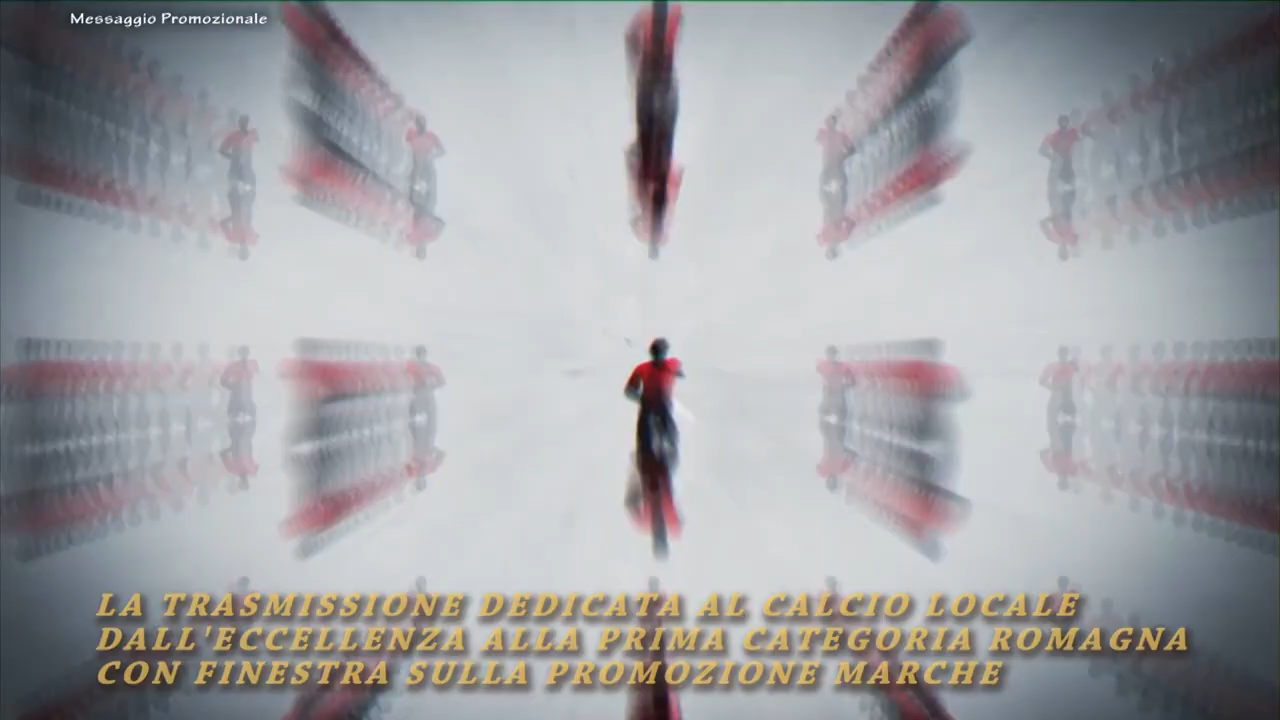 Messaggio Promozionale
LA TRASMISSIONE DEDICATA AL CALCIO LOCALE
DALL'ECCELLENZA ALLA PRIMA CATEGORIA ROMAGNA
CON FINESTRA SULLA PROMOZIONE MARCHE